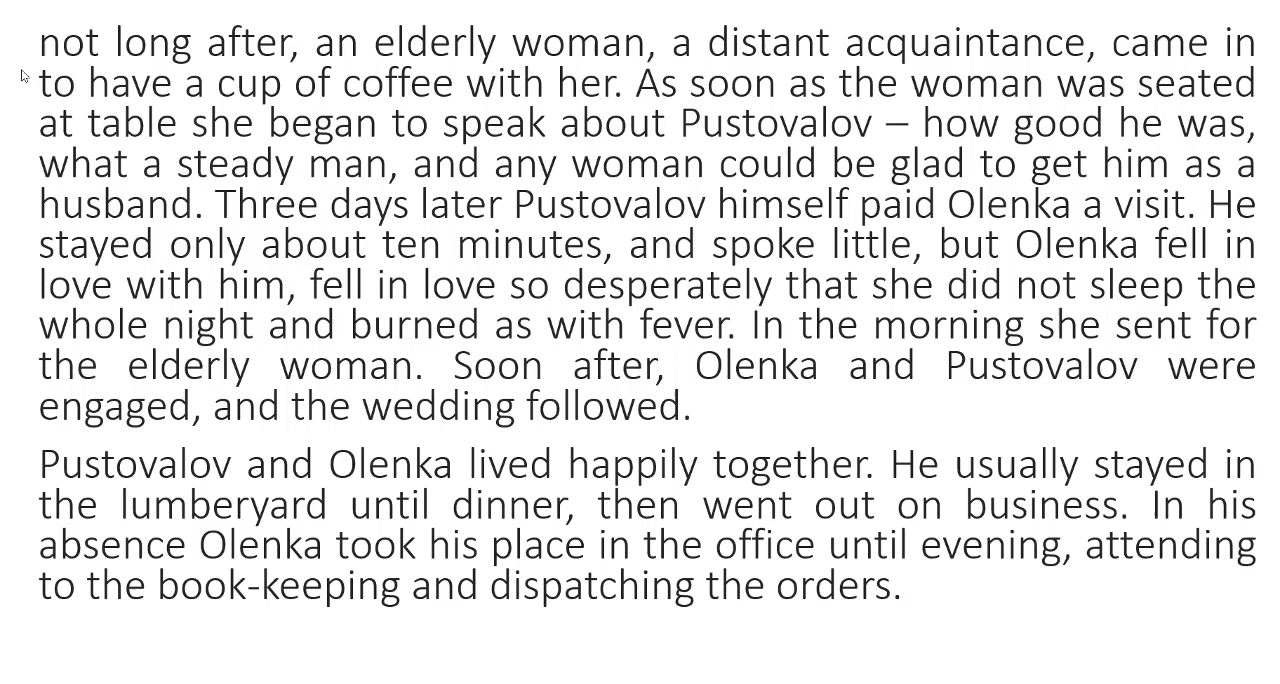 not long after, an elderly woman, a distant acquaintance, came in
to have a cup of coffee with her. As soon as the woman was seated
at table she began to speak about Pustovalov – how good he was,
what a steady man, and any woman could be glad to get him as a
husband. Three days later Pustovalov himself paid Olenka a visit. He
stayed only about ten minutes, and spoke little, but Olenka fell in
love with him, fell in love so desperately that she did not sleep the
whole night and burned as with fever. In the morning she sent for
the elderly woman. Soon after, Olenka and Pustovalov were
engaged, and the wedding followed.
Pustovalov and Olenka lived happily together. He usually stayed in
the lumberyard until dinner, then went out on business. In his
absence Olenka took his place in the office until evening, attending
to the book-keeping and dispatching the orders.